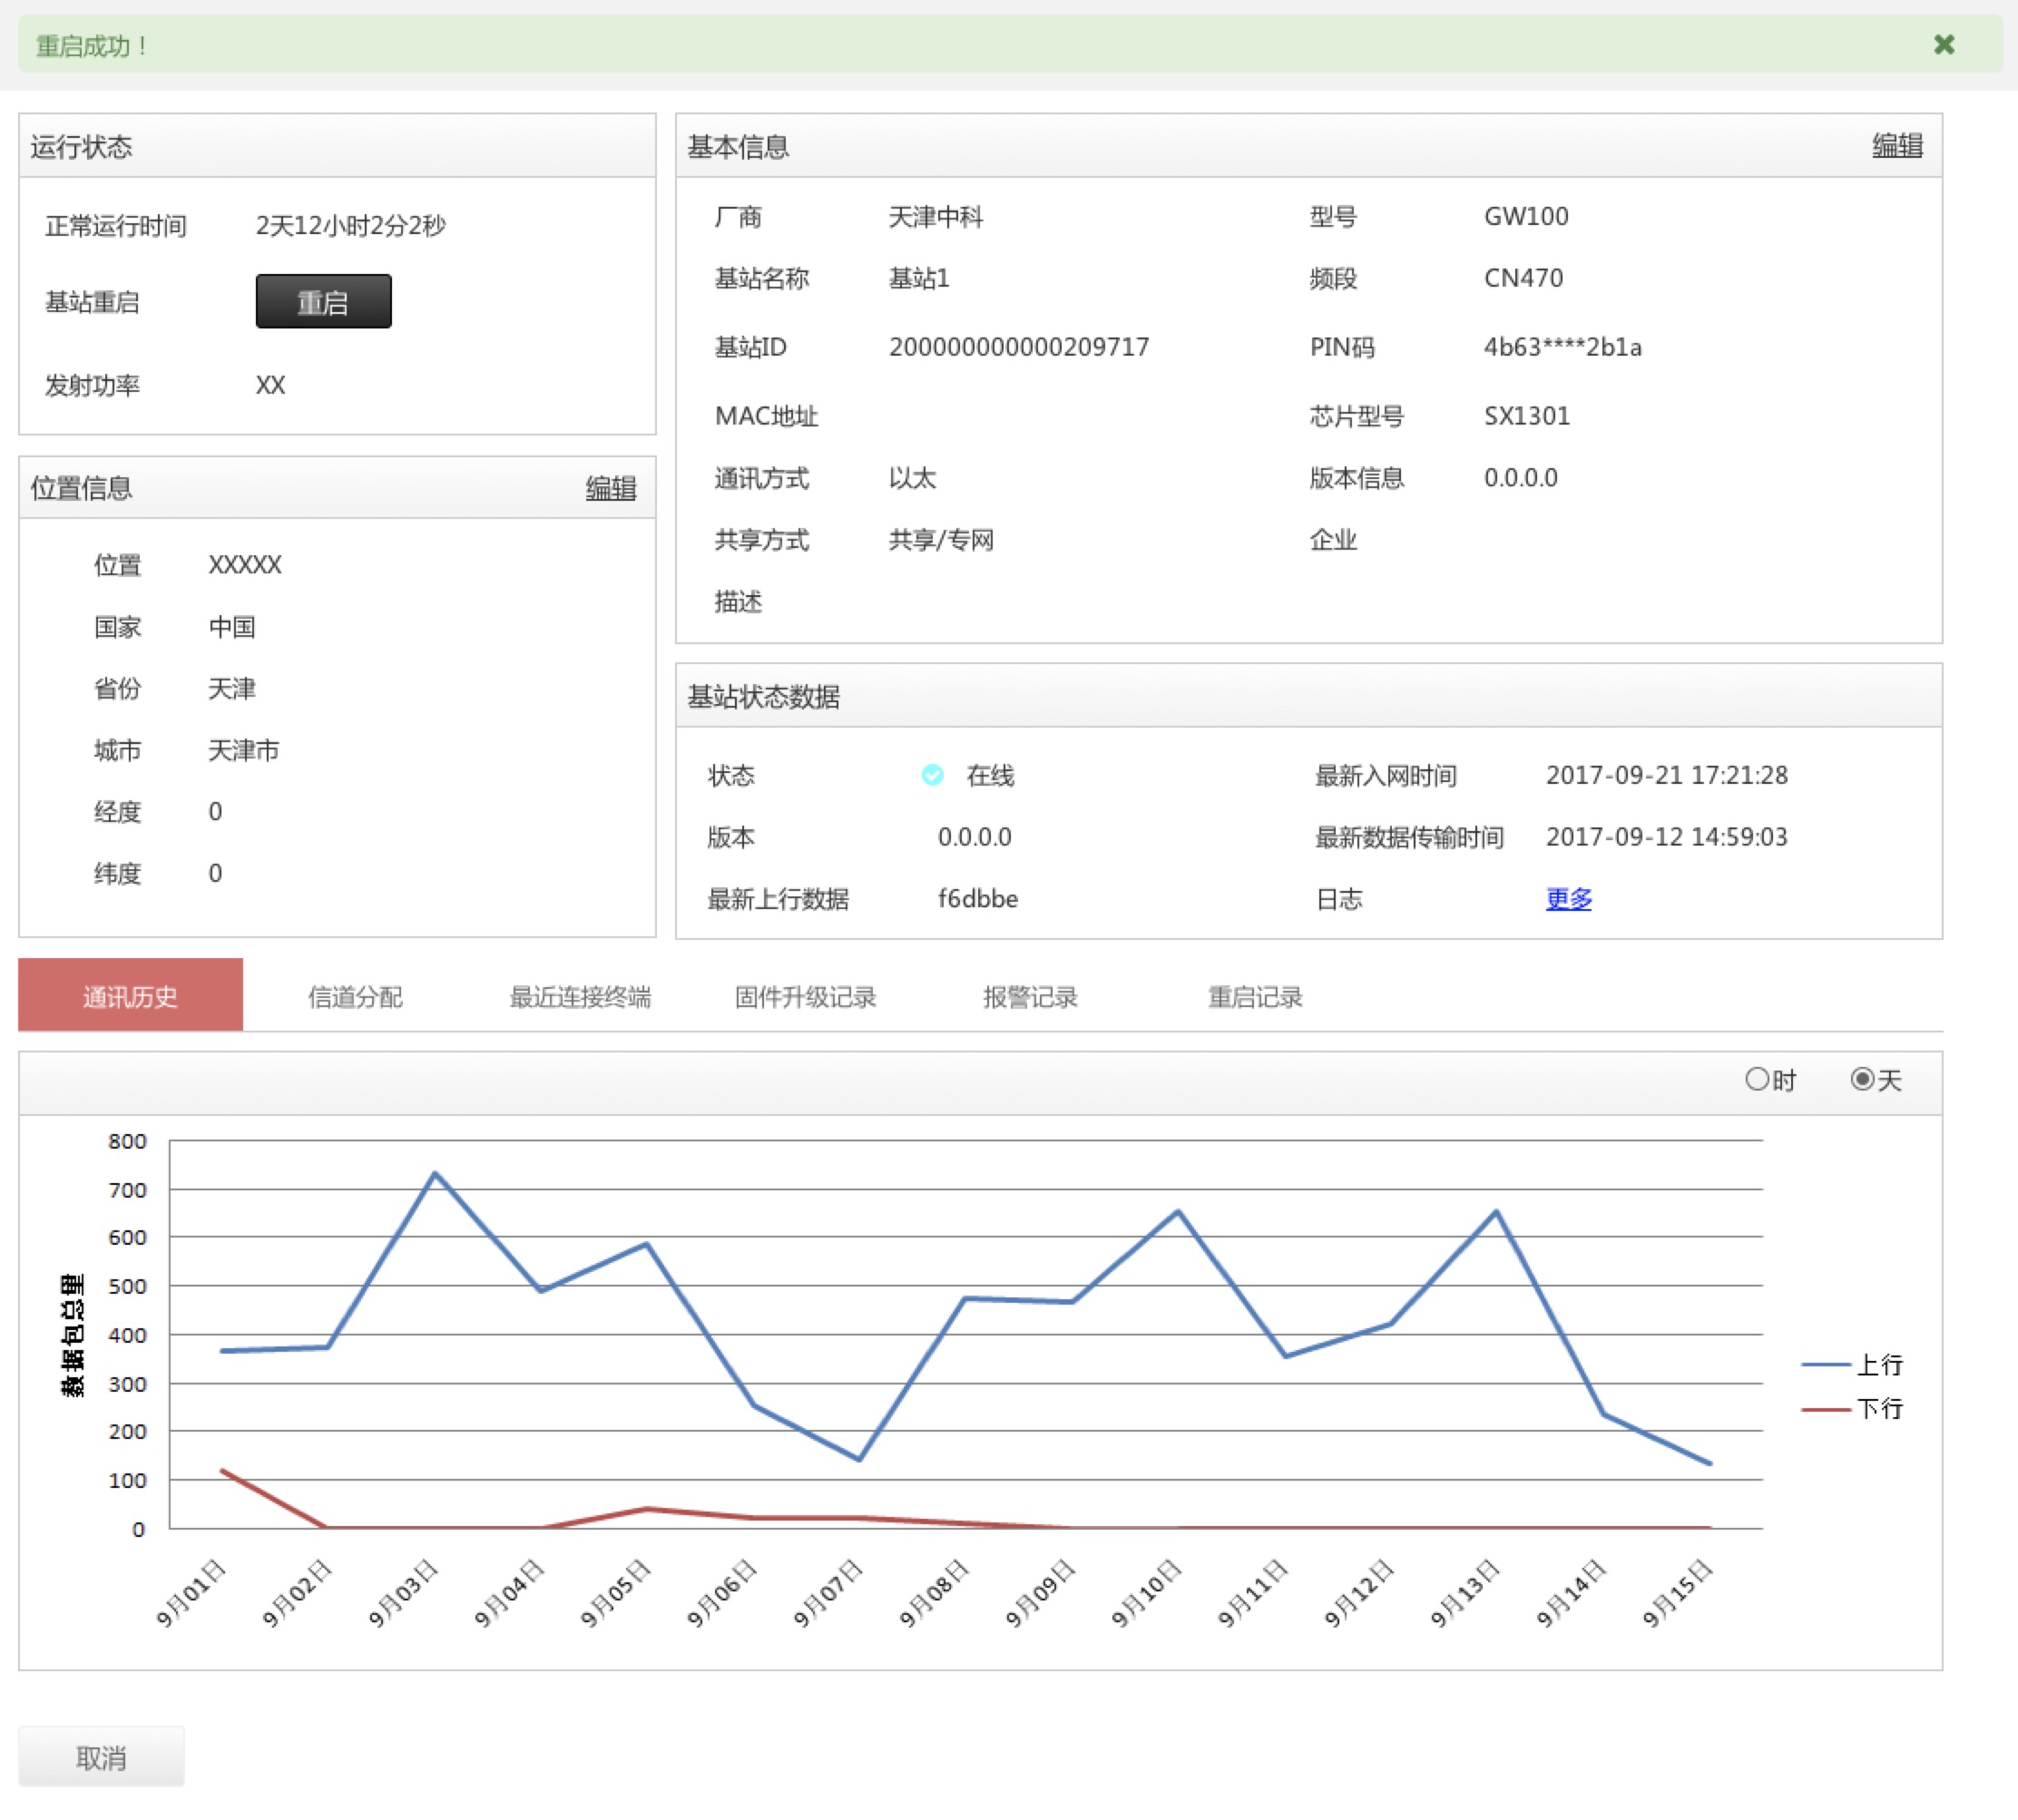 重启成功！
运行状态
正常运行时间 2天12小时2分2秒
基站重启 重启
发射功率 XX
位置信息 编辑
位置 XXXXX
国家 中国
省份 天津
城市 天津市
经度 0
纬度 0
基本信息 编辑
厂商 天津中科 型号 GW100
基站名称 基站1 频段 CN470
基站ID 200000000000209717 PIN码 4b63****2b1a
MAC地址 芯片型号 SX1301
通讯方式 以太 版本信息 0.0.0.0
共享方式 共享/专网 企业
描述
基站状态数据
状态 在线 最新入网时间 2017-09-21 17:21:28
版本 0.0.0.0 最新数据传输时间 2017-09-12 14:59:03
最新上行数据 f6dbbe 日志 更多
通讯历史 信道分配 最近连接终端 固件升级记录 报警记录 重启记录
时 天
数据包总里
800
700
600
500
400
300
200
100
0
9月01日 9月02日 9月03日 9月04日 9月05日 9月06日 9月07日 9月08日 9月09日 9月10日 9月11日 9月12日 9月13日 9月14日 9月15日
上行
下行
取消